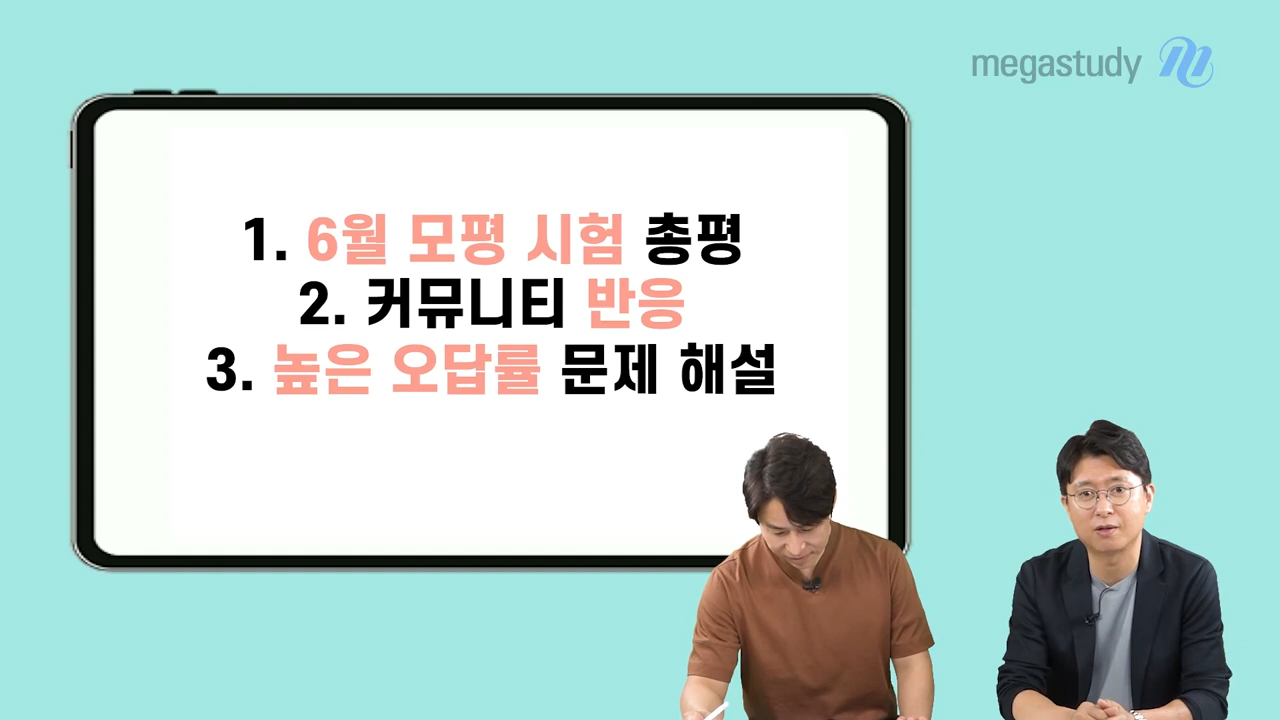 megastudy
1. 6월 모평 시험 총평
2. 커뮤니티 반응
3. 높은 오답률 문제 해설